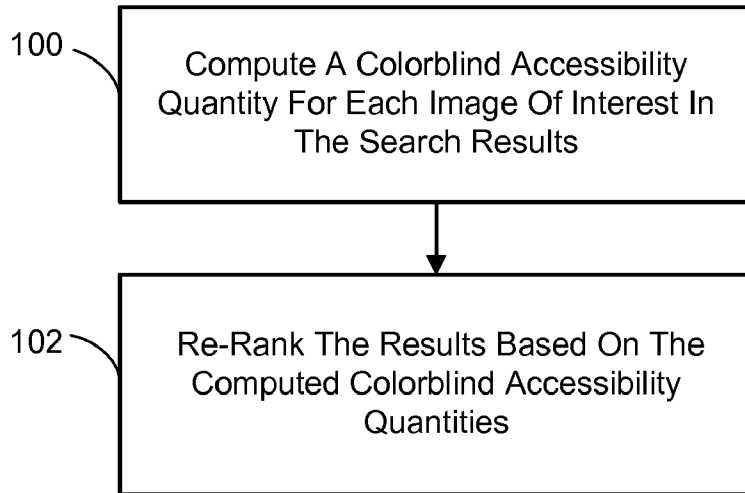 100
Compute A Colorblind Accessibility
Quantity For Each Image Of Interest In
The Search Results
102
Re-Rank The Results Based On The
Computed Colorblind Accessibility
Quantities